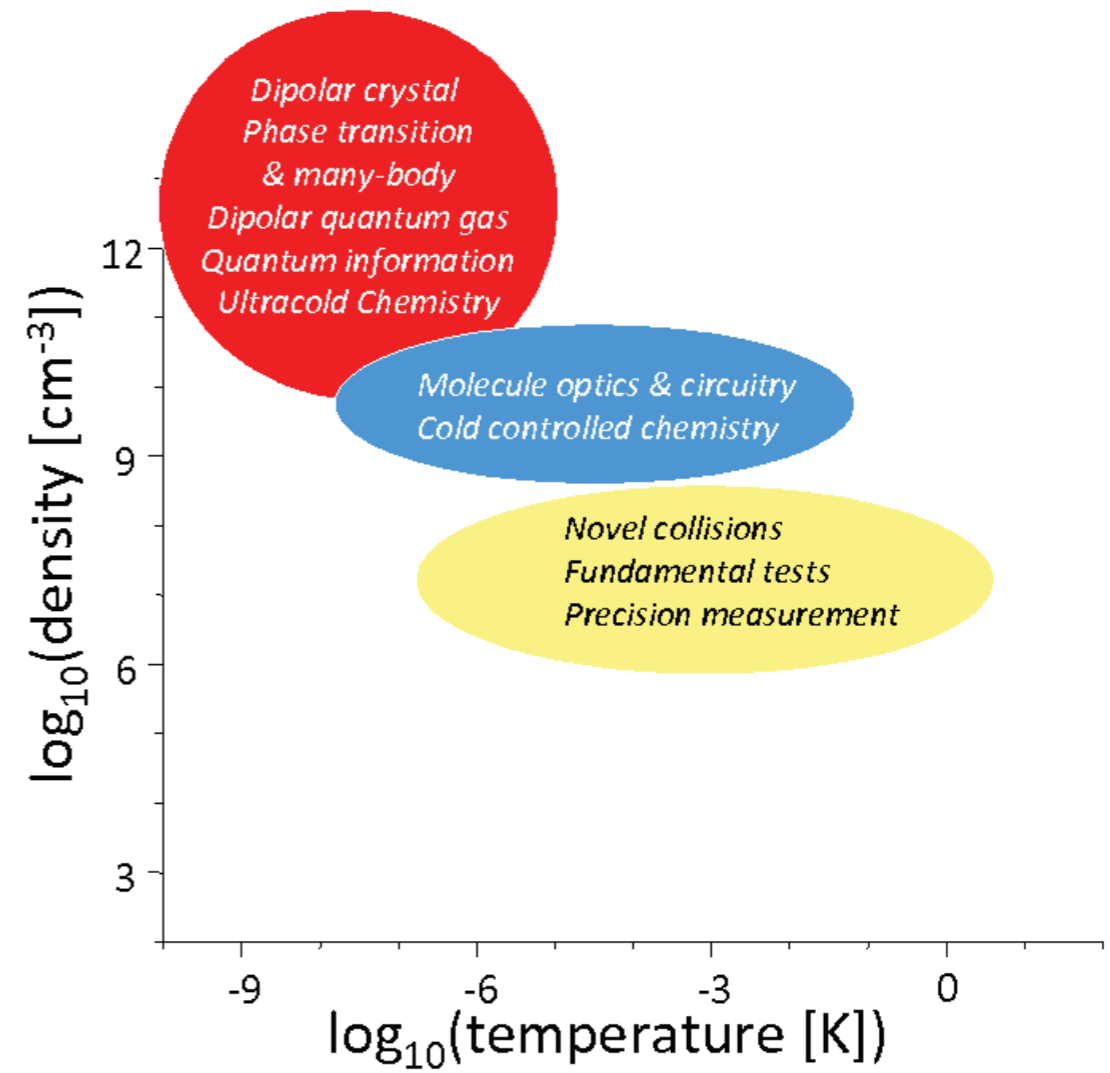 Dipolar crystal
Phase transition
& many-body
Dipolar quantum gas
Quantum information
Ultracold Chemistry
Molecule optics & circuitry
Cold controlled chemistry
Novel collisions
Fundamental tests
Precision measurement
12
9
6
3
log₁₀(density [cm⁻³])
-9 -6 -3 0
log₁₀(temperature [K])